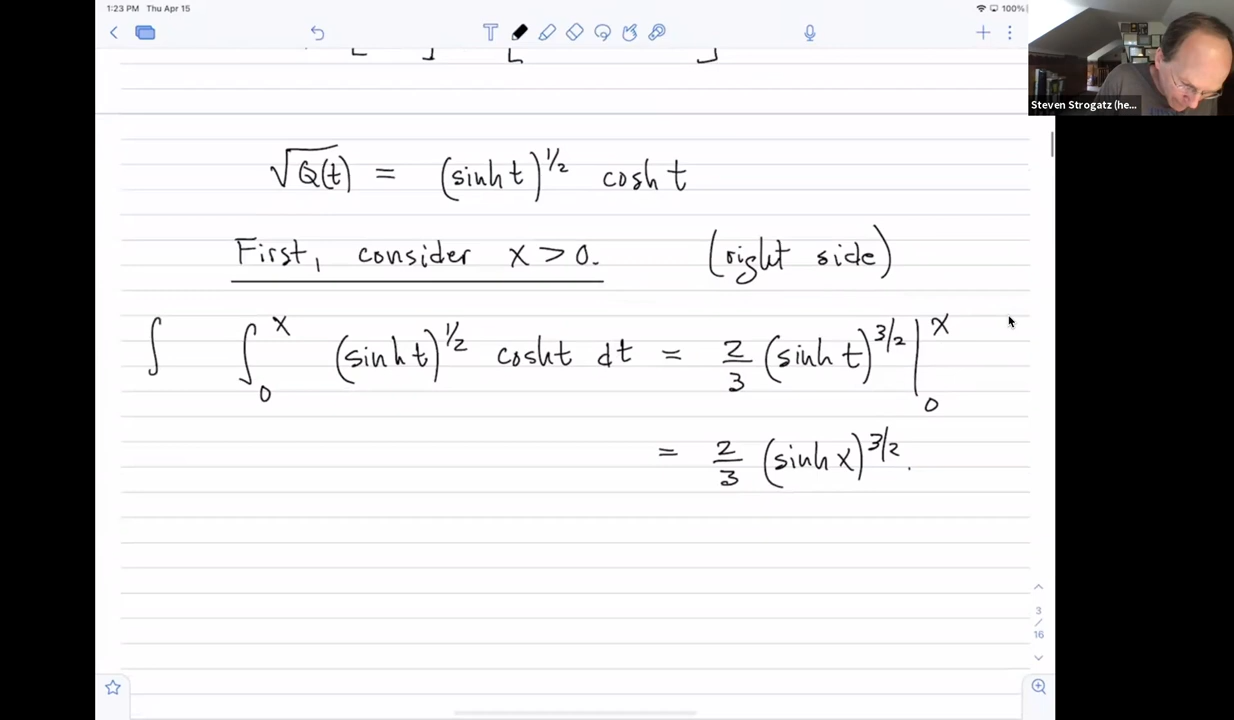 1:23 PM Thu Apr 15
100%
Steven Strogatz (he...
√Q(t) = (sinh t)^1/2 cosh t
First, consider x > 0. (right side)
∫ ∫_0^x (sinh t)^1/2 cosh t dt = 2/3 (sinh t)^3/2 |_0^x
= 2/3 (sinh x)^3/2.
3
/
16